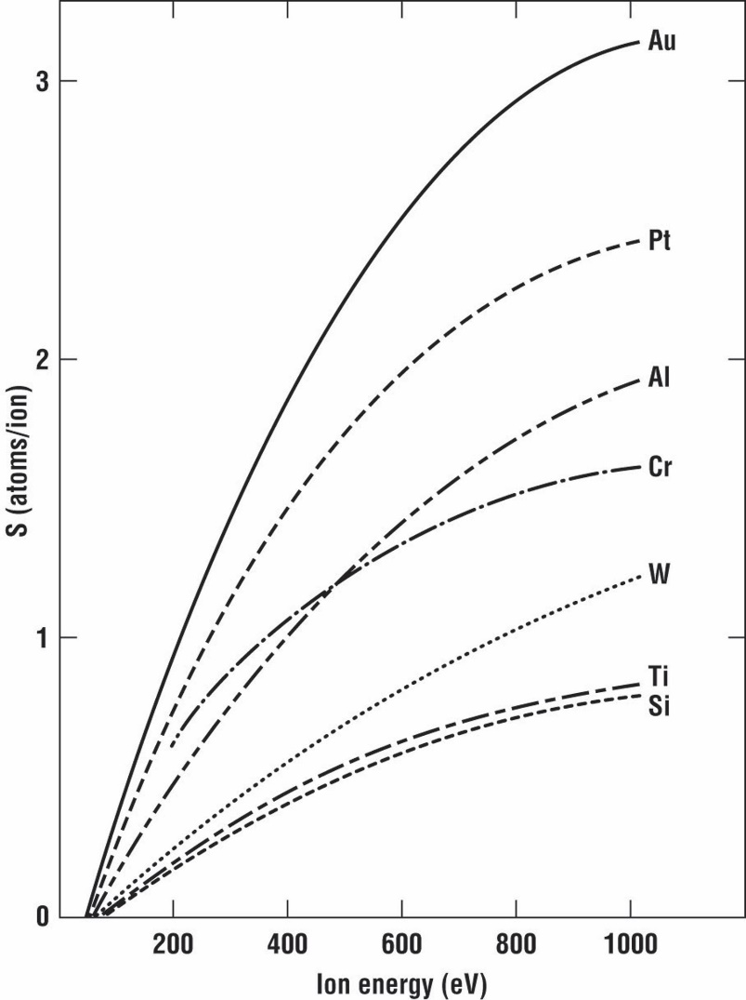 Au
3
Pt
2
Al
Cr
S (atoms/ion)
W
1
Ti
Si
0
200 400 600 800 1000
Ion energy (eV)